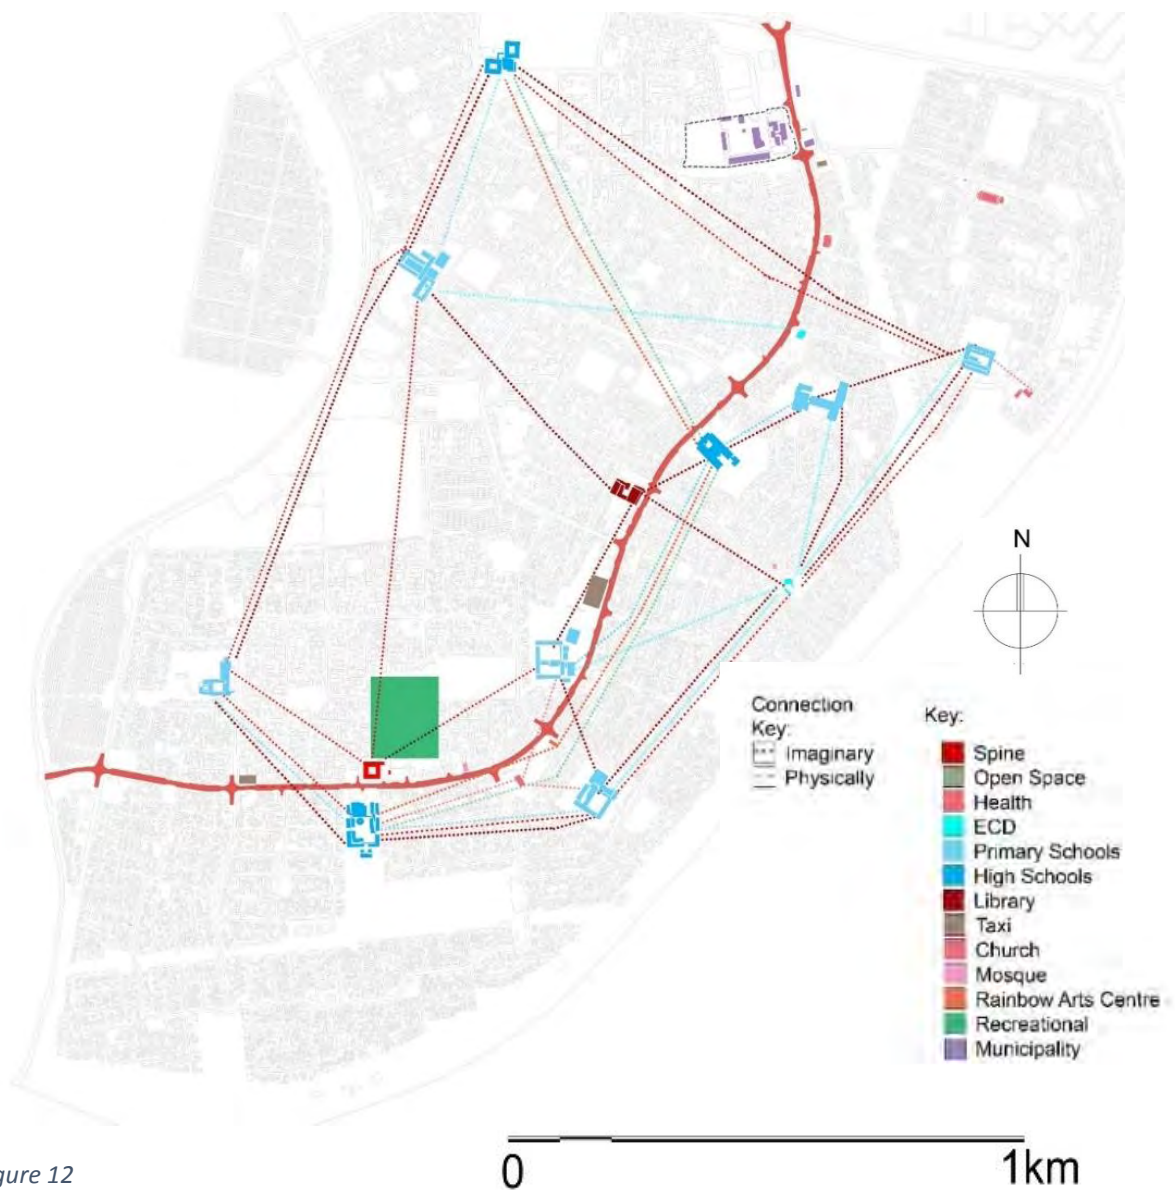 N
Connection
Key:
Imaginary
Physically
Key:
Spine
Open Space
Health
ECD
Primary Schools
High Schools
Library
Taxi
Church
Mosque
Rainbow Arts Centre
Recreational
Municipality
0 1km
gure 12